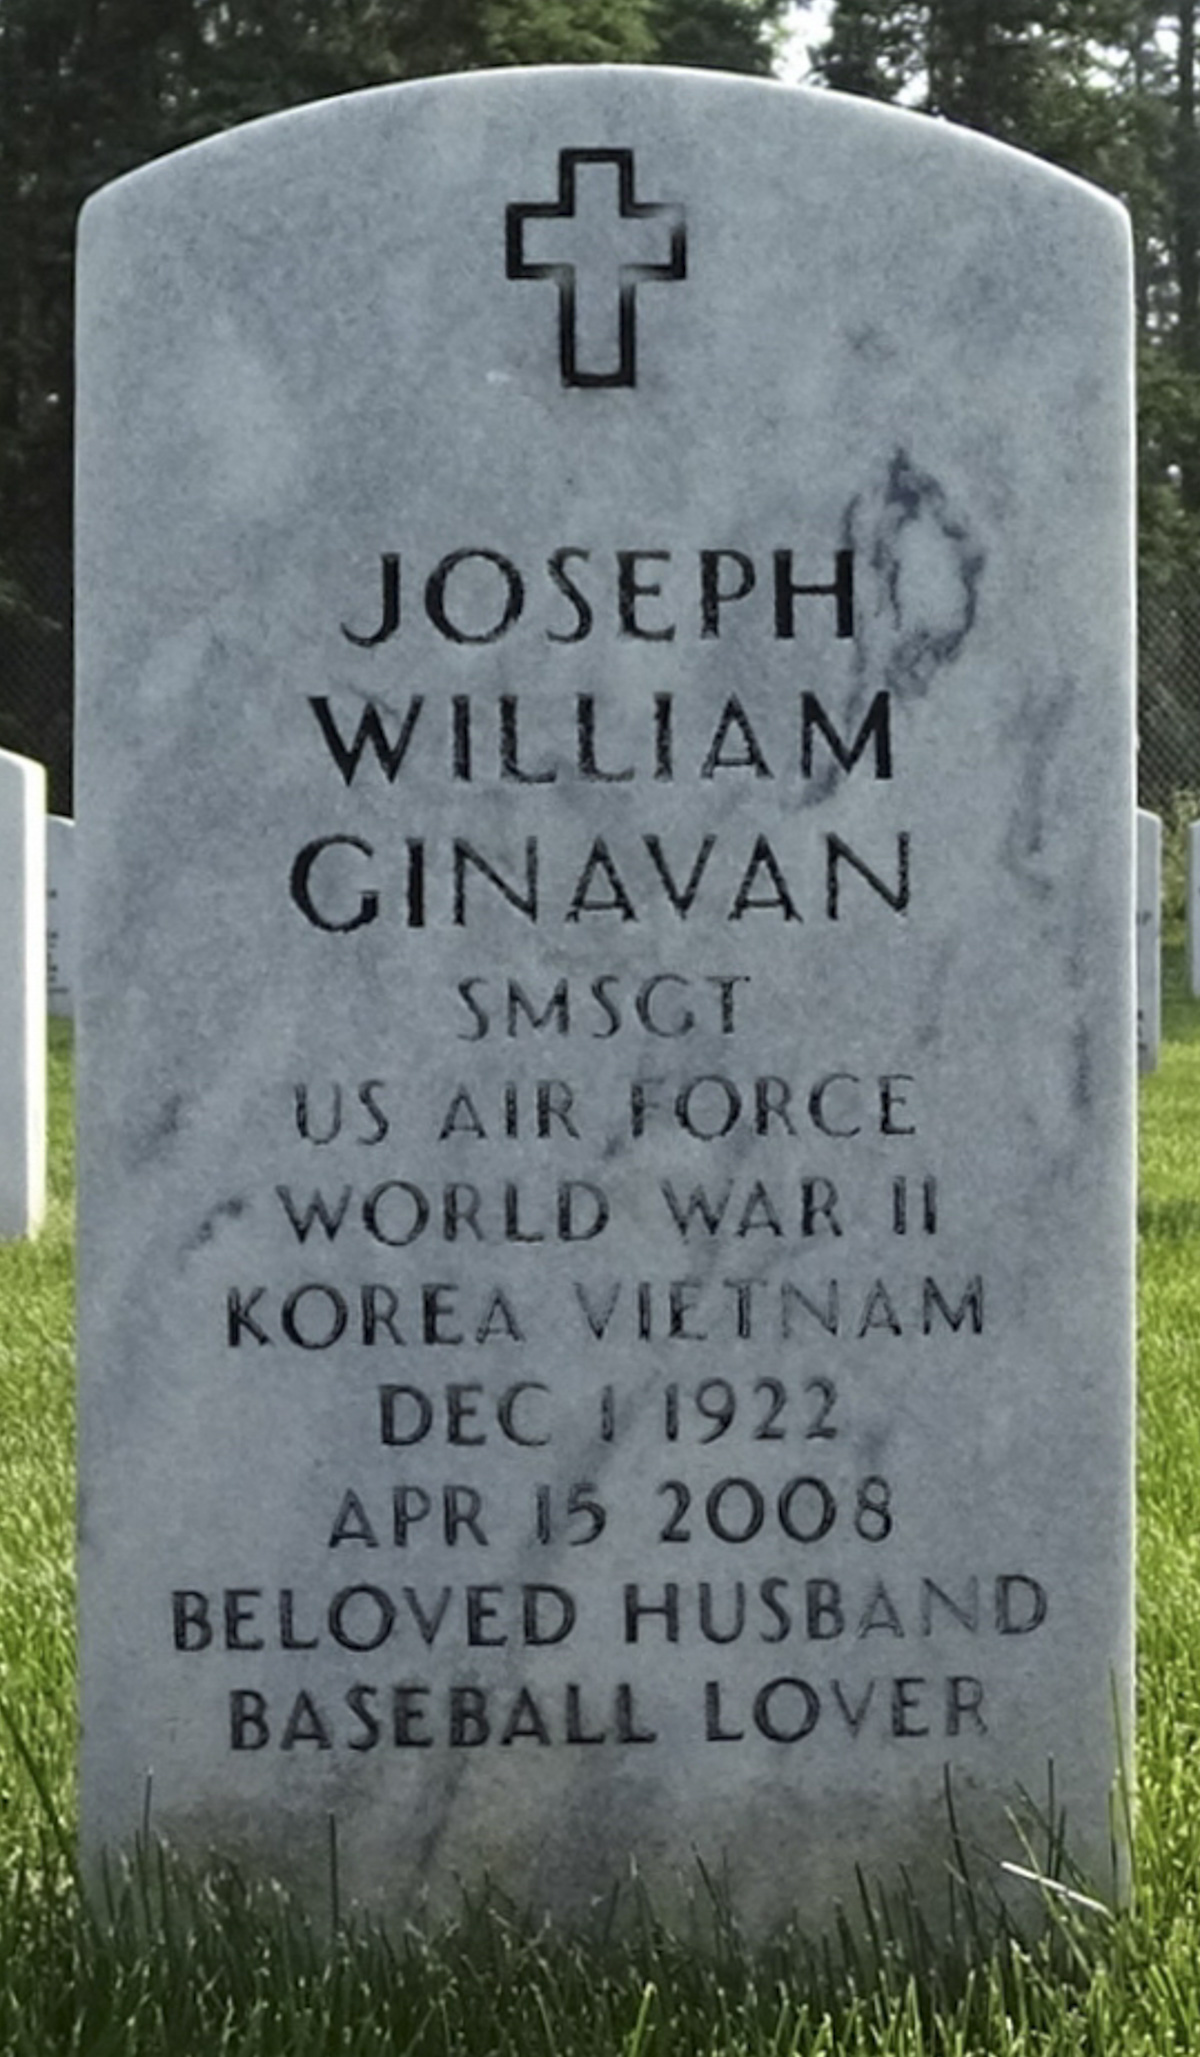 JOSEPH
WILLIAM
GINAVAN
SMSGT
US AIR FORCE
WORLD WAR II
KOREA VIETNAM
DEC 1 1922
APR 15 2008
BELOVED HUSBAND
BASEBALL LOVER